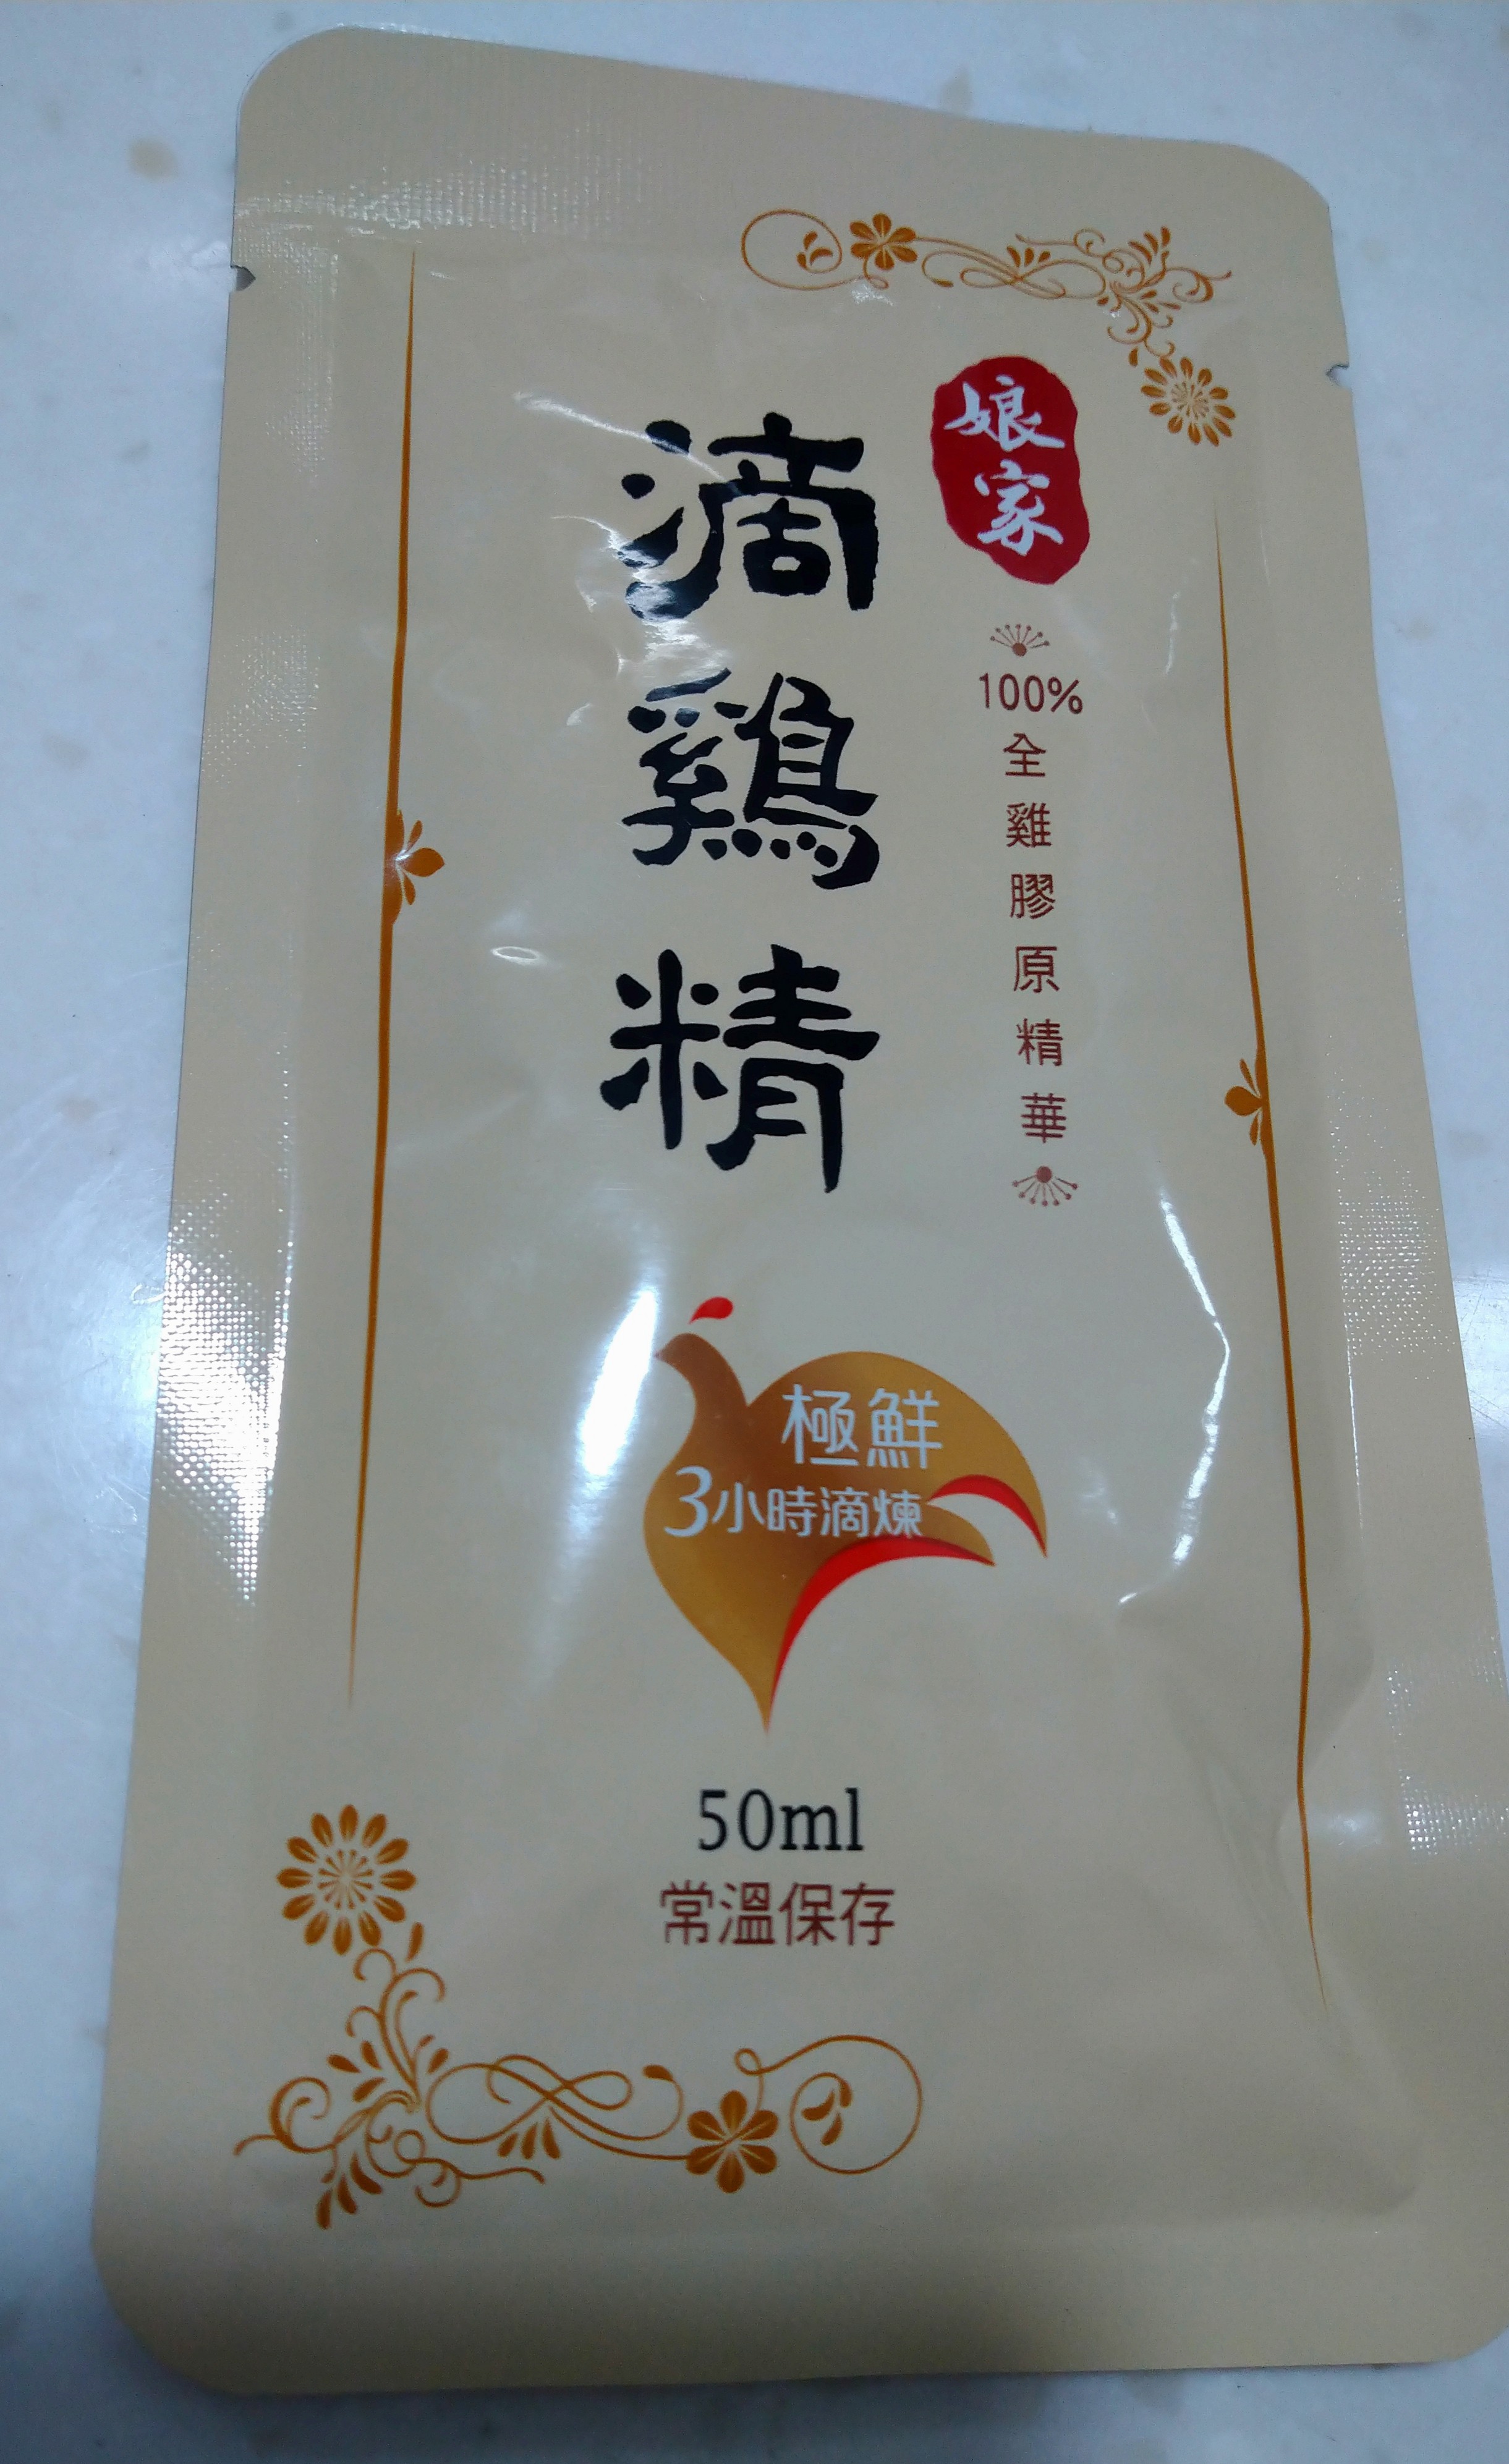 娘家
100%全雞膠原精華
滴鷄精
極鮮
3小時滴煉
50ml
常溫保存